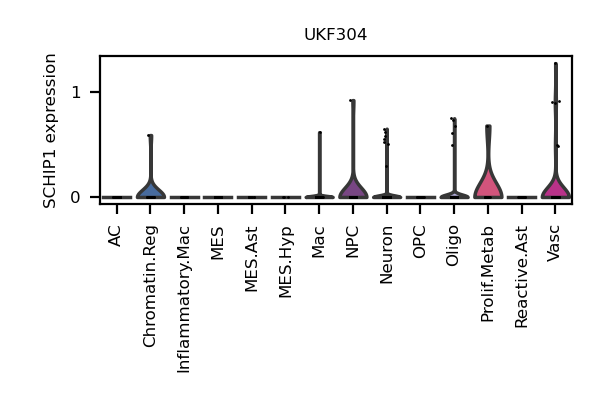 UKF304
SCHIP1 expression
1
0
AC
Chromatin.Reg
Inflammatory.Mac
MES
MES.Ast
MES.Hyp
Mac
NPC
Neuron
OPC
Oligo
Prolif.Metab
Reactive.Ast
Vasc